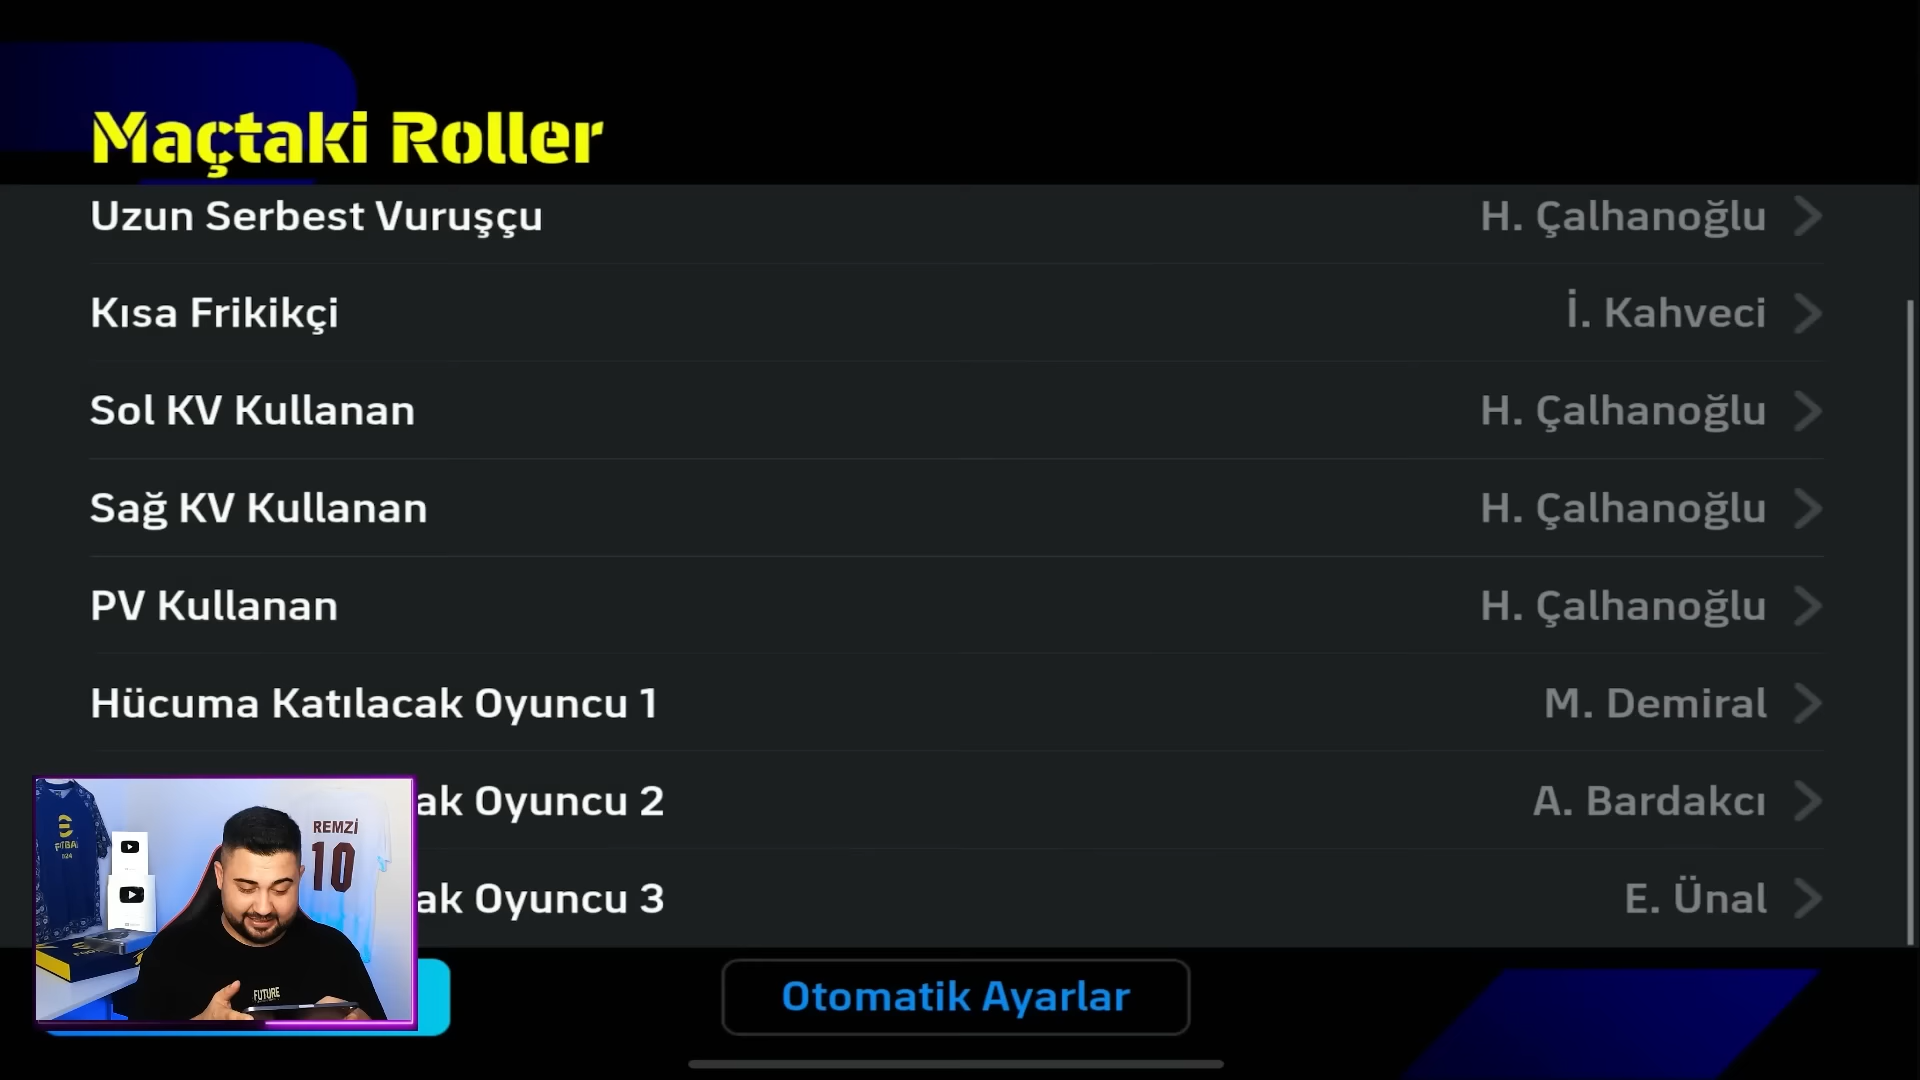 Maçtaki Roller
Uzun Serbest Vuruşçu H. Çalhanoğlu
Kısa Frikikçi İ. Kahveci
Sol KV Kullanan H. Çalhanoğlu
Sağ KV Kullanan H. Çalhanoğlu
PV Kullanan H. Çalhanoğlu
Hücuma Katılacak Oyuncu 1 M. Demiral
ak Oyuncu 2 A. Bardakcı
ak Oyuncu 3 E. Ünal
REMZİ
10
FUTURE
Otomatik Ayarlar